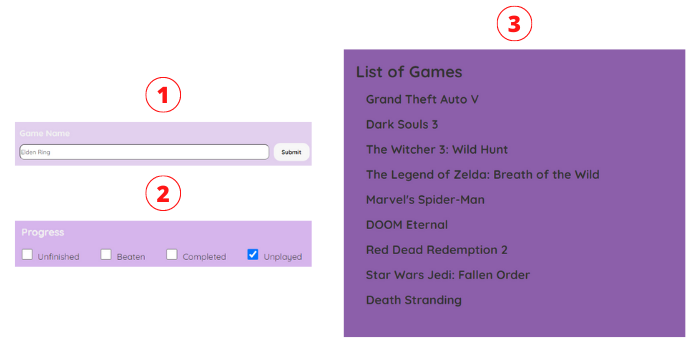 1
Game Name
Elden Ring
Submit
2
Progress
Unfinished Beaten Completed Unplayed
3
List of Games
Grand Theft Auto V
Dark Souls 3
The Witcher 3: Wild Hunt
The Legend of Zelda: Breath of the Wild
Marvel's Spider-Man
DOOM Eternal
Red Dead Redemption 2
Star Wars Jedi: Fallen Order
Death Stranding